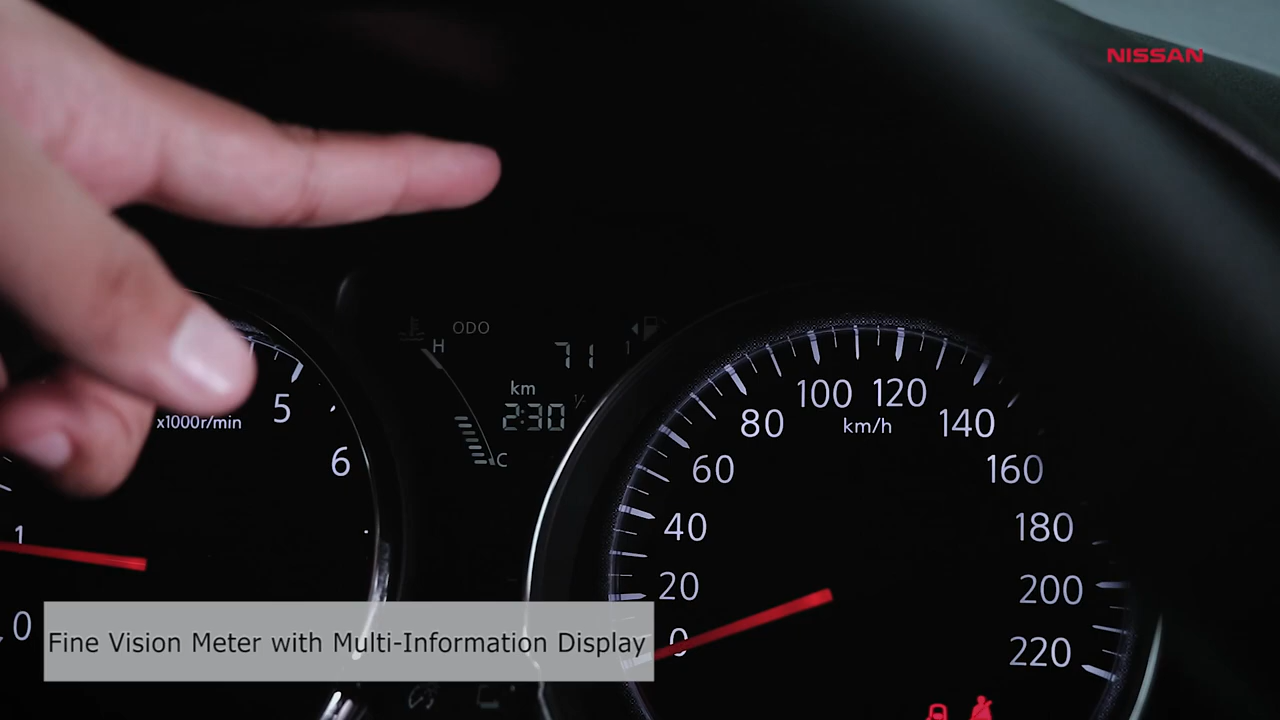 NISSAN
ODO
H
71
km
2:30
C
x1000r/min
0
1
5
6
0
20
40
60
80
100
120
140
160
180
200
220
km/h
Fine Vision Meter with Multi-Information Display